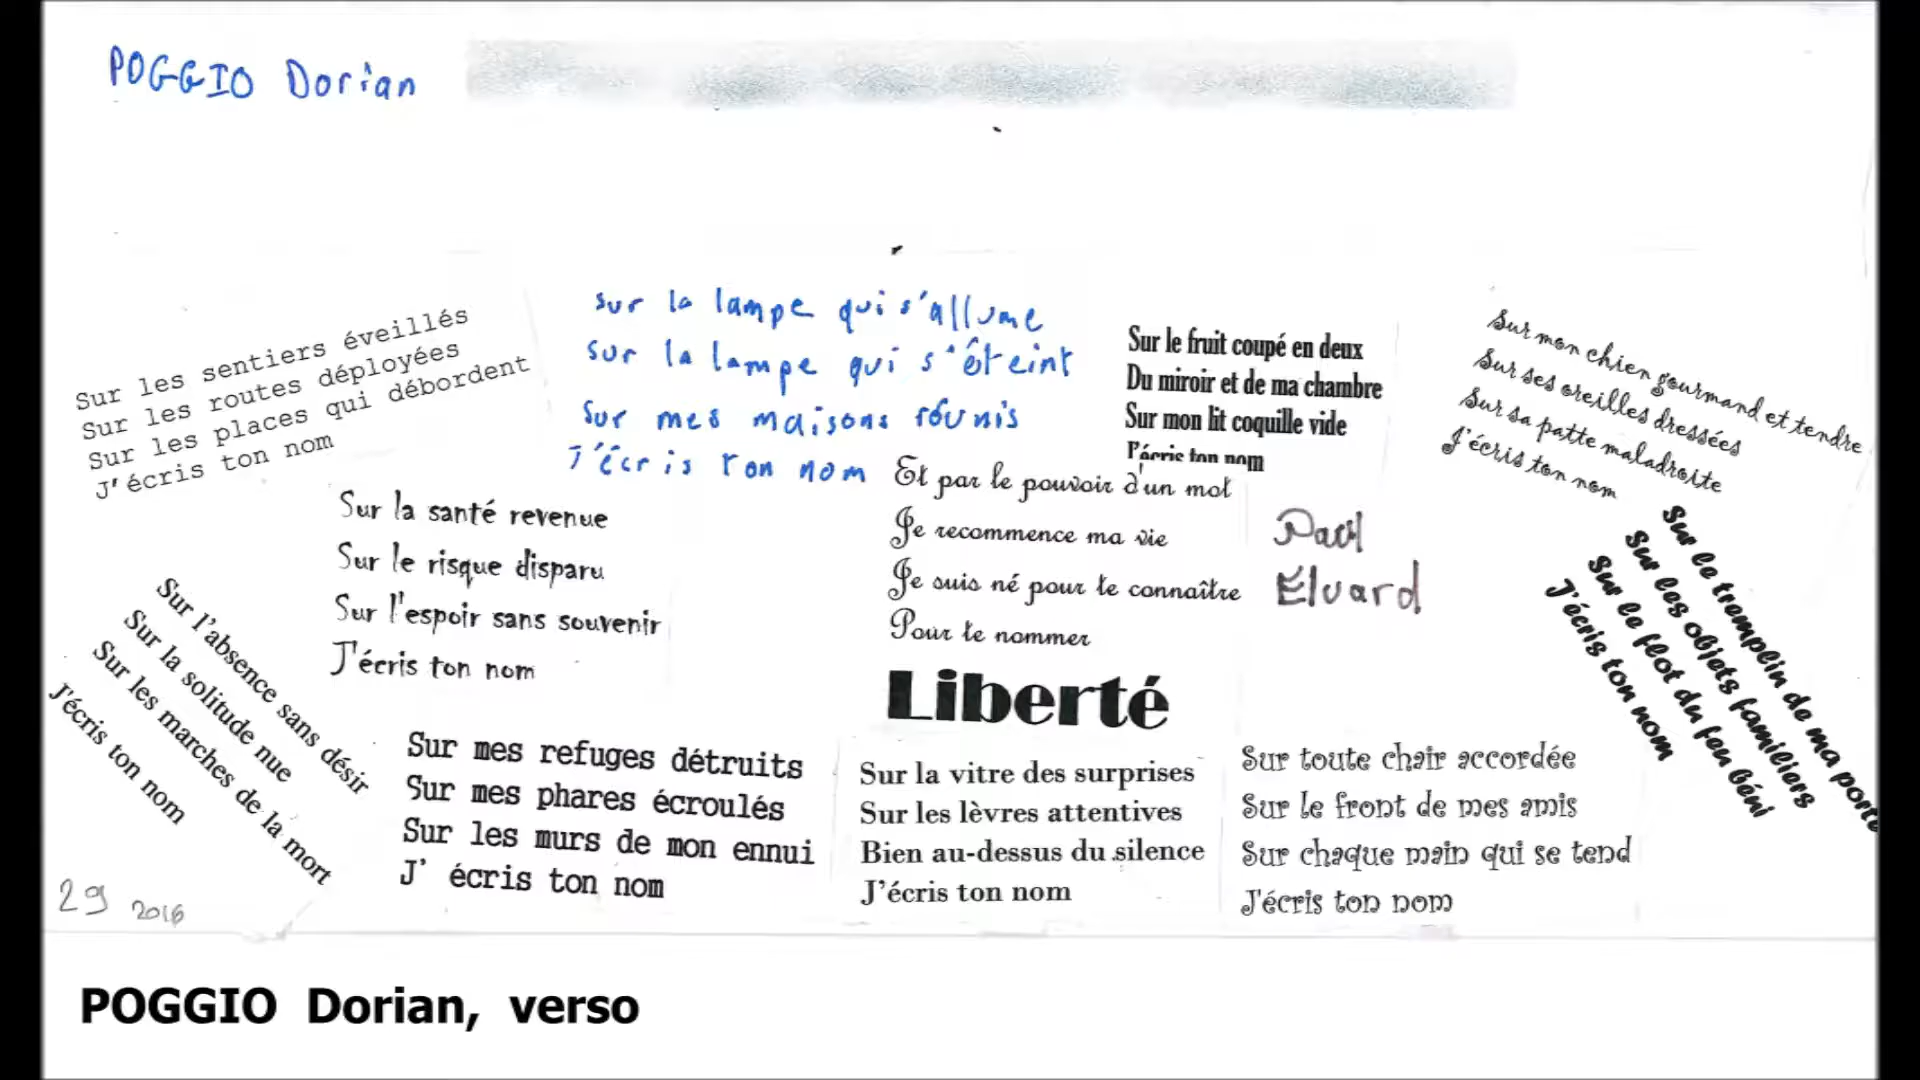 POGGIO Dorian
Sur les sentiers éveillés
Sur les routes déployées
Sur les places qui débordent
J'écris ton nom
sur la lampe qui s'allume
sur la lampe qui s'éteint
Sur mes maisons réunis
J'écris ton nom
Sur le fruit coupé en deux
Du miroir et de ma chambre
Sur mon lit coquille vide
J'écris ton nom
Sur mon chien gourmand et tendre
Sur ses oreilles dressées
Sur sa patte maladroite
J'écris ton nom
Sur la santé revenue
Sur le risque disparu
Sur l'espoir sans souvenir
J'écris ton nom
Et par le pouvoir d'un mot
Je recommence ma vie
Je suis né pour te connaître
Pour te nommer
Liberté
Paul
Eluard
Sur le tremplin de ma porte
Sur les objets familiers
Sur le flot du feu béni
J'écris ton nom
Sur l'absence sans désir
Sur la solitude nue
Sur les marches de la mort
J'écris ton nom
Sur mes refuges détruits
Sur mes phares écroulés
Sur les murs de mon ennui
J' écris ton nom
Sur la vitre des surprises
Sur les lèvres attentives
Bien au-dessus du silence
J'écris ton nom
Sur toute chair accordée
Sur le front de mes amis
Sur chaque main qui se tend
J'écris ton nom
29 2016
POGGIO Dorian, verso